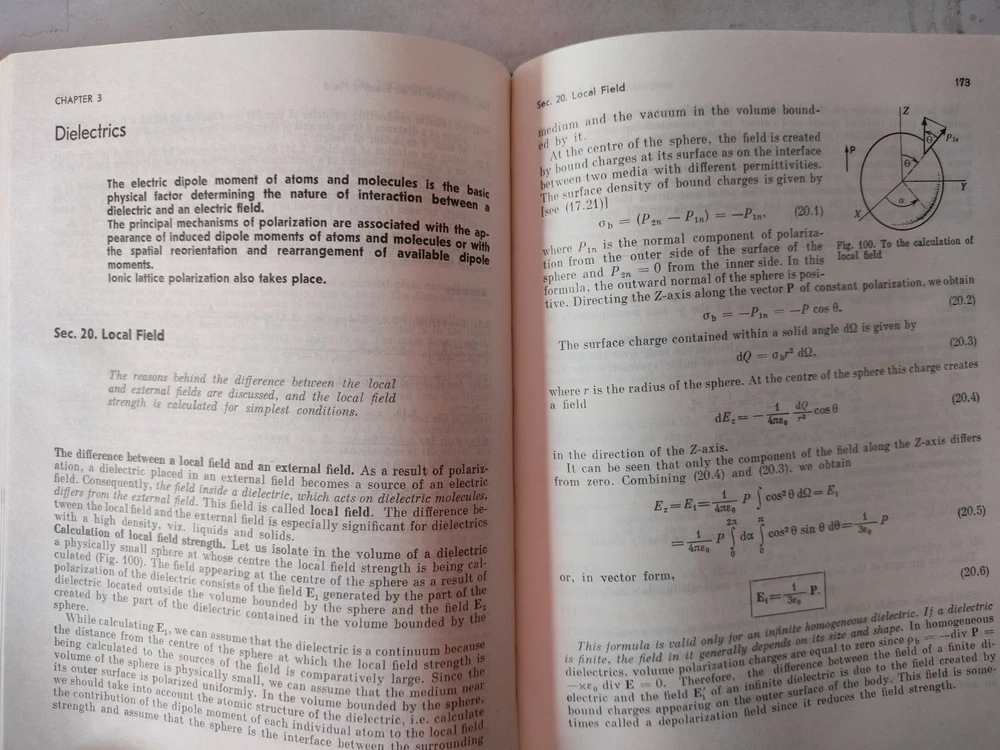 CHAPTER 3
Dielectrics
The electric dipole moment of atoms and molecules is the basic
physical factor determining the nature of interaction between a
dielectric and an electric field.
The principal mechanisms of polarization are associated with the ap-
pearance of induced dipole moments of atoms and molecules or with
the spatial reorientation and rearrangement of available dipole
moments.
Ionic lattice polarization also takes place.
Sec. 20. Local Field
The reasons behind the difference between the local
and external fields are discussed, and the local field
strength is calculated for simplest conditions.
The difference between a local field and an external field. As a result of polariz-
ation, a dielectric placed in an external field becomes a source of an electric
field. Consequently, the field inside a dielectric, which acts on dielectric molecules,
differs from the external field. This field is called local field. The difference be-
tween the local field and the external field is especially significant for dielectrics
with a high density, viz. liquids and solids.
Calculation of local field strength. Let us isolate in the volume of a dielectric
a physically small sphere at whose centre the local field strength is being cal-
culated (Fig. 100). The field appearing at the centre of the sphere as a result of
polarization of the dielectric consists of the field E₁ generated by the part of the
dielectric located outside the volume bounded by the sphere and the field E₂
created by the part of the dielectric contained in the volume bounded by the
sphere.
While calculating E₁, we can assume that the dielectric is a continuum because
the distance from the centre of the sphere at which the local field strength is
being calculated to the sources of the field is comparatively large. Since the
volume of the sphere is physically small, we can assume that the medium near
its outer surface is polarized uniformly. In the volume bounded by the sphere,
we should take into account the atomic structure of the dielectric, i.e. calculate
the contribution of the dipole moment of each individual atom to the local field
strength and assume that the sphere is the interface between the surrounding
Sec. 20. Local Field
173
medium and the vacuum in the volume bound-
ed by it.
At the centre of the sphere, the field is created
by bound charges at its surface as on the interface
between two media with different permittivities.
The surface density of bound charges is given by
[see (17.21)]
σb = (P2n − P1n) = −P1n, (20.1)
where P1n is the normal component of polariza-
tion from the outer side of the surface of the
sphere and P2n = 0 from the inner side. In this
formula, the outward normal of the sphere is posi-
tive. Directing the Z-axis along the vector P of constant polarization, we obtain
Z
P1n
θ
P
θ
Y
α
X
Fig. 100. To the calculation of
local field
σb = −P1n = −P cos θ. (20.2)
The surface charge contained within a solid angle dΩ is given by
dQ = σb r² dΩ, (20.3)
where r is the radius of the sphere. At the centre of the sphere this charge creates
a field
dEz = − 1/4πε₀ dQ/r² cos θ (20.4)
in the direction of the Z-axis.
It can be seen that only the component of the field along the Z-axis differs
from zero. Combining (20.4) and (20.3), we obtain
Ez = E₁ = 1/4πε₀ P ∫ cos² θ dΩ = E₁
= 1/4πε₀ P ∫₀^2π dα ∫₀^π cos² θ sin θ dθ = 1/3ε₀ P (20.5)
or, in vector form,
E₁ = 1/3ε₀ P. (20.6)
This formula is valid only for an infinite homogeneous dielectric. If a dielectric
is finite, the field in it generally depends on its size and shape. In homogeneous
dielectrics, volume polarization charges are equal to zero since ρb = −div P =
−κε₀ div E = 0. Therefore, the difference between the field of a finite di-
electric and the field E₁′ of an infinite dielectric is due to the field created by
bound charges appearing on the outer surface of the body. This field is some-
times called a depolarization field since it reduces the field strength.